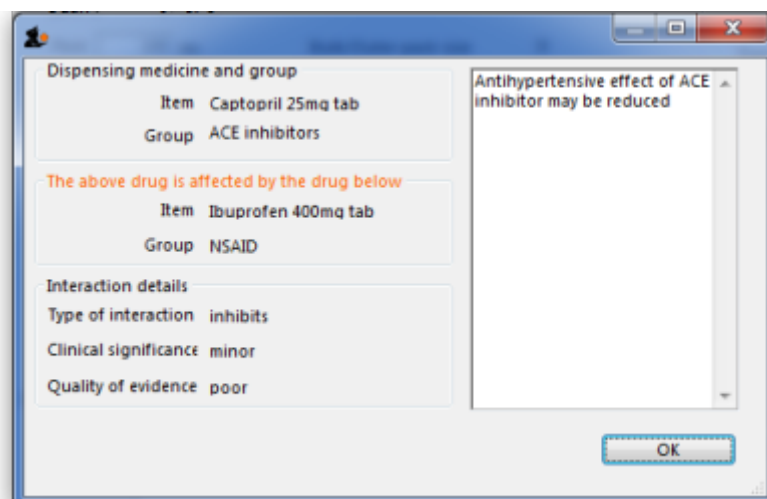 Dispensing medicine and group
Item Captopril 25mg tab
Group ACE inhibitors
The above drug is affected by the drug below
Item Ibuprofen 400mg tab
Group NSAID
Interaction details
Type of interaction inhibits
Clinical significance minor
Quality of evidence poor
Antihypertensive effect of ACE
inhibitor may be reduced
OK